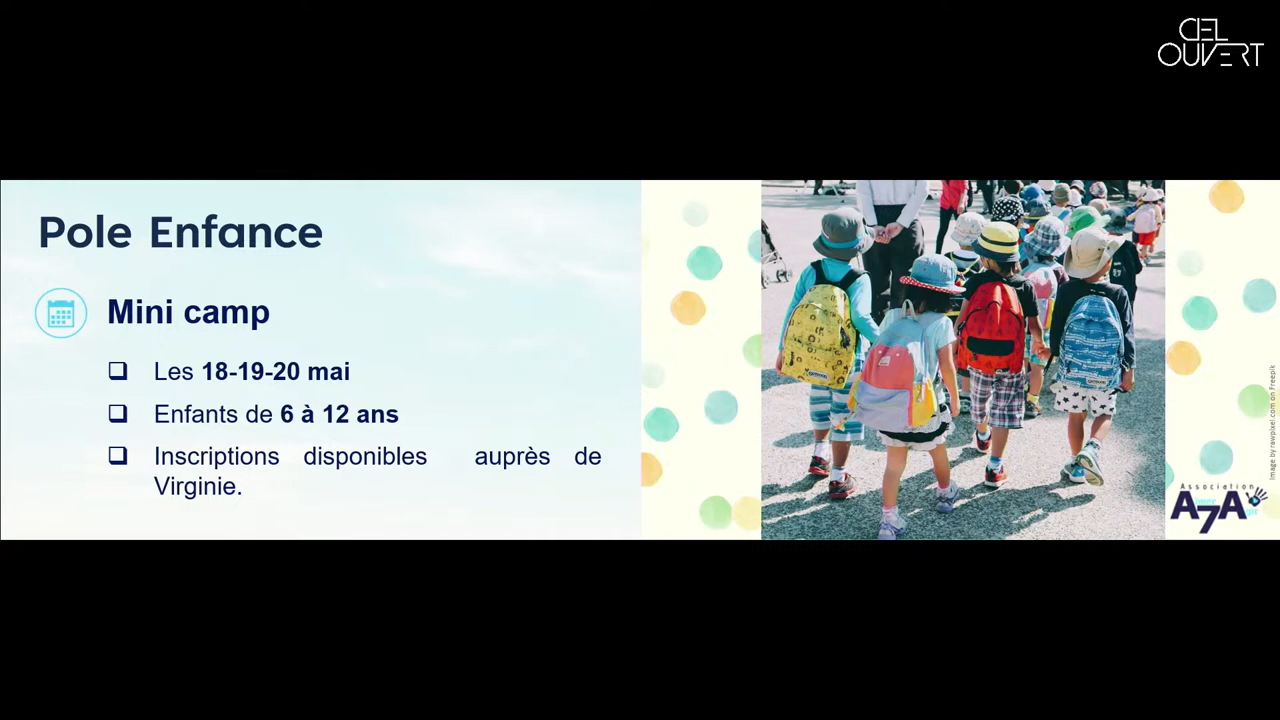 CIEL
OUVERT
Pole Enfance
Mini camp
Les 18-19-20 mai
Enfants de 6 à 12 ans
Inscriptions disponibles auprès de
Virginie.
Image by rawpixel.com on Freepik
Association
A7A